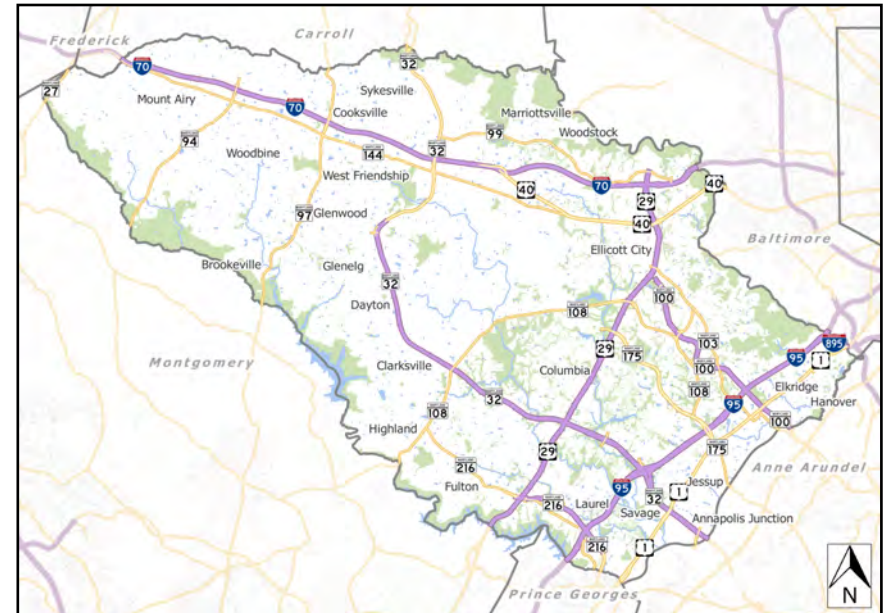 Frederick
Carroll
70
32
27
Mount Airy
Sykesville
70
Cooksville
Marriottsville
99
Woodstock
94
32
Woodbine
144
West Friendship
40
70
40
29
97
Glenwood
40
Ellicott City
Baltimore
Brookeville
Glenelg
32
100
Dayton
108
895
103
29
175
95
1
Montgomery
Clarksville
Columbia
100
Elkridge
108
32
95
Hanover
108
100
Highland
29
175
216
Anne Arundel
Fulton
95
Jessup
1
216
Laurel
32
Savage
Annapolis Junction
216
1
Prince Georges
N